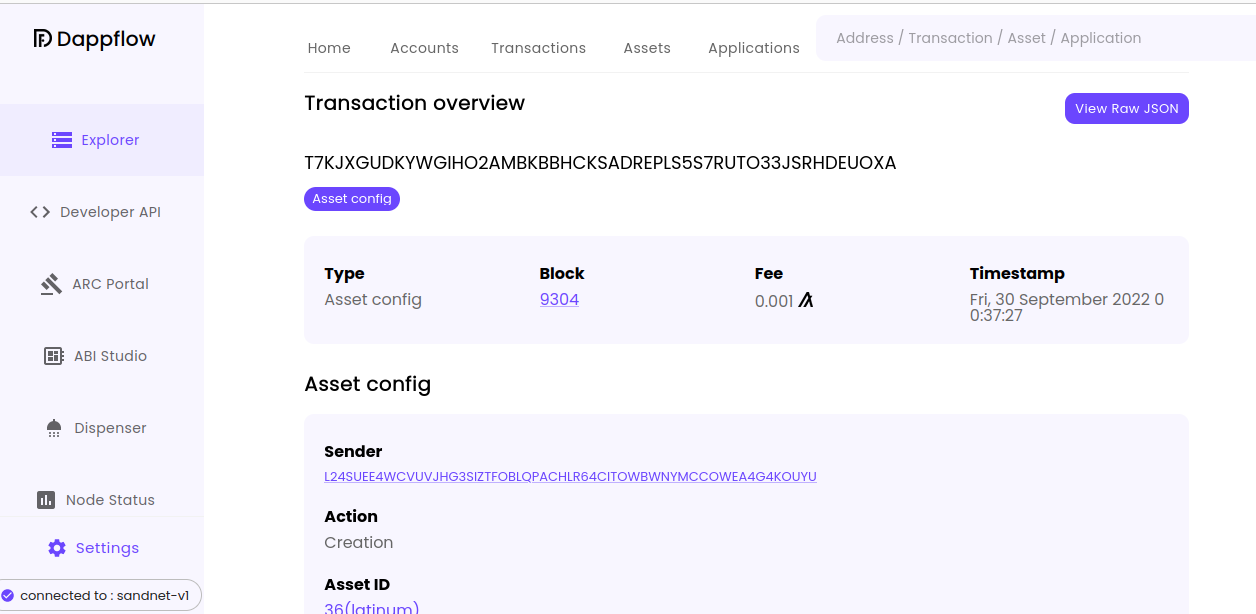 Dappflow
Home Accounts Transactions Assets Applications Address / Transaction / Asset / Application
Explorer
Developer API
ARC Portal
ABI Studio
Dispenser
Node Status
Settings
connected to : sandnet-v1
Transaction overview
View Raw JSON
T7KJXGUDKYWGIHO2AMBKBBHCKSADREPLS5S7RUTO33JSRHDEUOXA
Asset config
Type Block Fee Timestamp
Asset config 9304 0.001 Fri, 30 September 2022 0
0:37:27
Asset config
Sender
L24SUEE4WCVUVJHG3SIZTFOBLQPACHLR64CITOWBWNYMCCOWEA4G4KOUYU
Action
Creation
Asset ID
36(latinum)